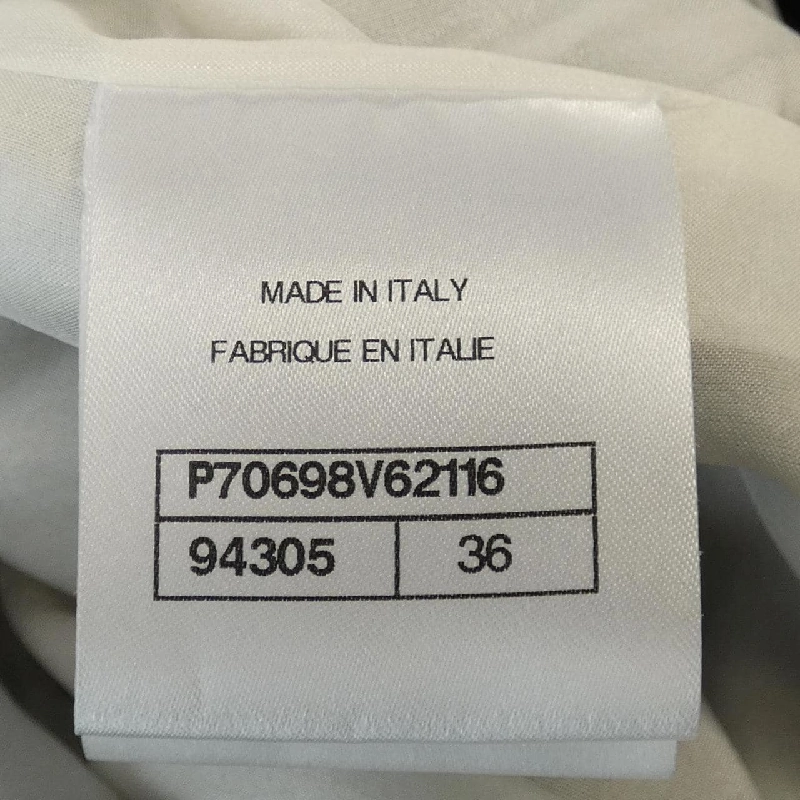 MADE IN ITALY
FABRIQUE EN ITALIE
P70698V62116
94305 36